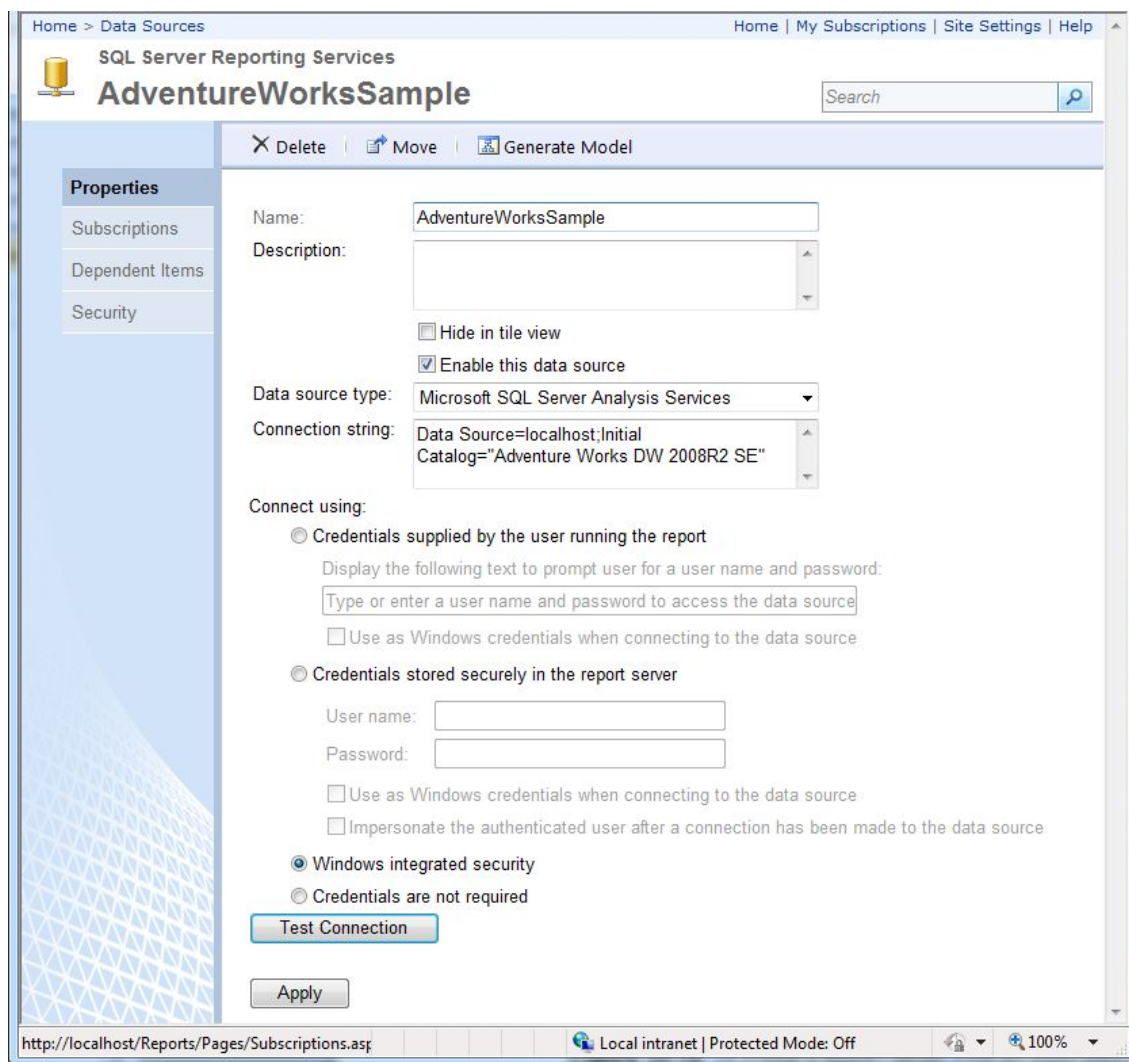 Home > Data Sources
Home | My Subscriptions | Site Settings | Help
SQL Server Reporting Services
AdventureWorksSample
Search
Delete | Move | Generate Model
Properties
Subscriptions
Dependent Items
Security
Name: AdventureWorksSample
Description:
Hide in tile view
Enable this data source
Data source type: Microsoft SQL Server Analysis Services
Connection string: Data Source=localhost;Initial
Catalog="Adventure Works DW 2008R2 SE"
Connect using:
Credentials supplied by the user running the report
Display the following text to prompt user for a user name and password:
Type or enter a user name and password to access the data source
Use as Windows credentials when connecting to the data source
Credentials stored securely in the report server
User name:
Password:
Use as Windows credentials when connecting to the data source
Impersonate the authenticated user after a connection has been made to the data source
Windows integrated security
Credentials are not required
Test Connection
Apply
http://localhost/Reports/Pages/Subscriptions.asp
Local intranet | Protected Mode: Off
100%